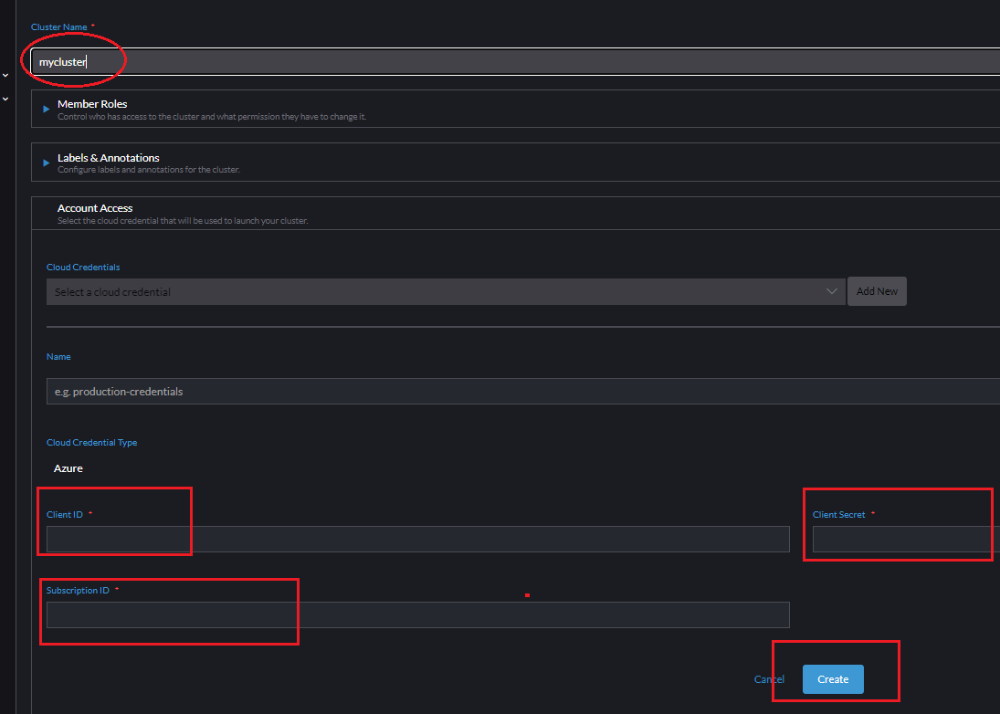 Cluster Name *
mycluster
Member Roles
Control who has access to the cluster and what permission they have to change it.
Labels & Annotations
Configure labels and annotations for the cluster.
Account Access
Select the cloud credential that will be used to launch your cluster.
Cloud Credentials
Select a cloud credential
Add New
Name
e.g. production-credentials
Cloud Credential Type
Azure
Client ID *
Client Secret *
Subscription ID *
Cancel
Create